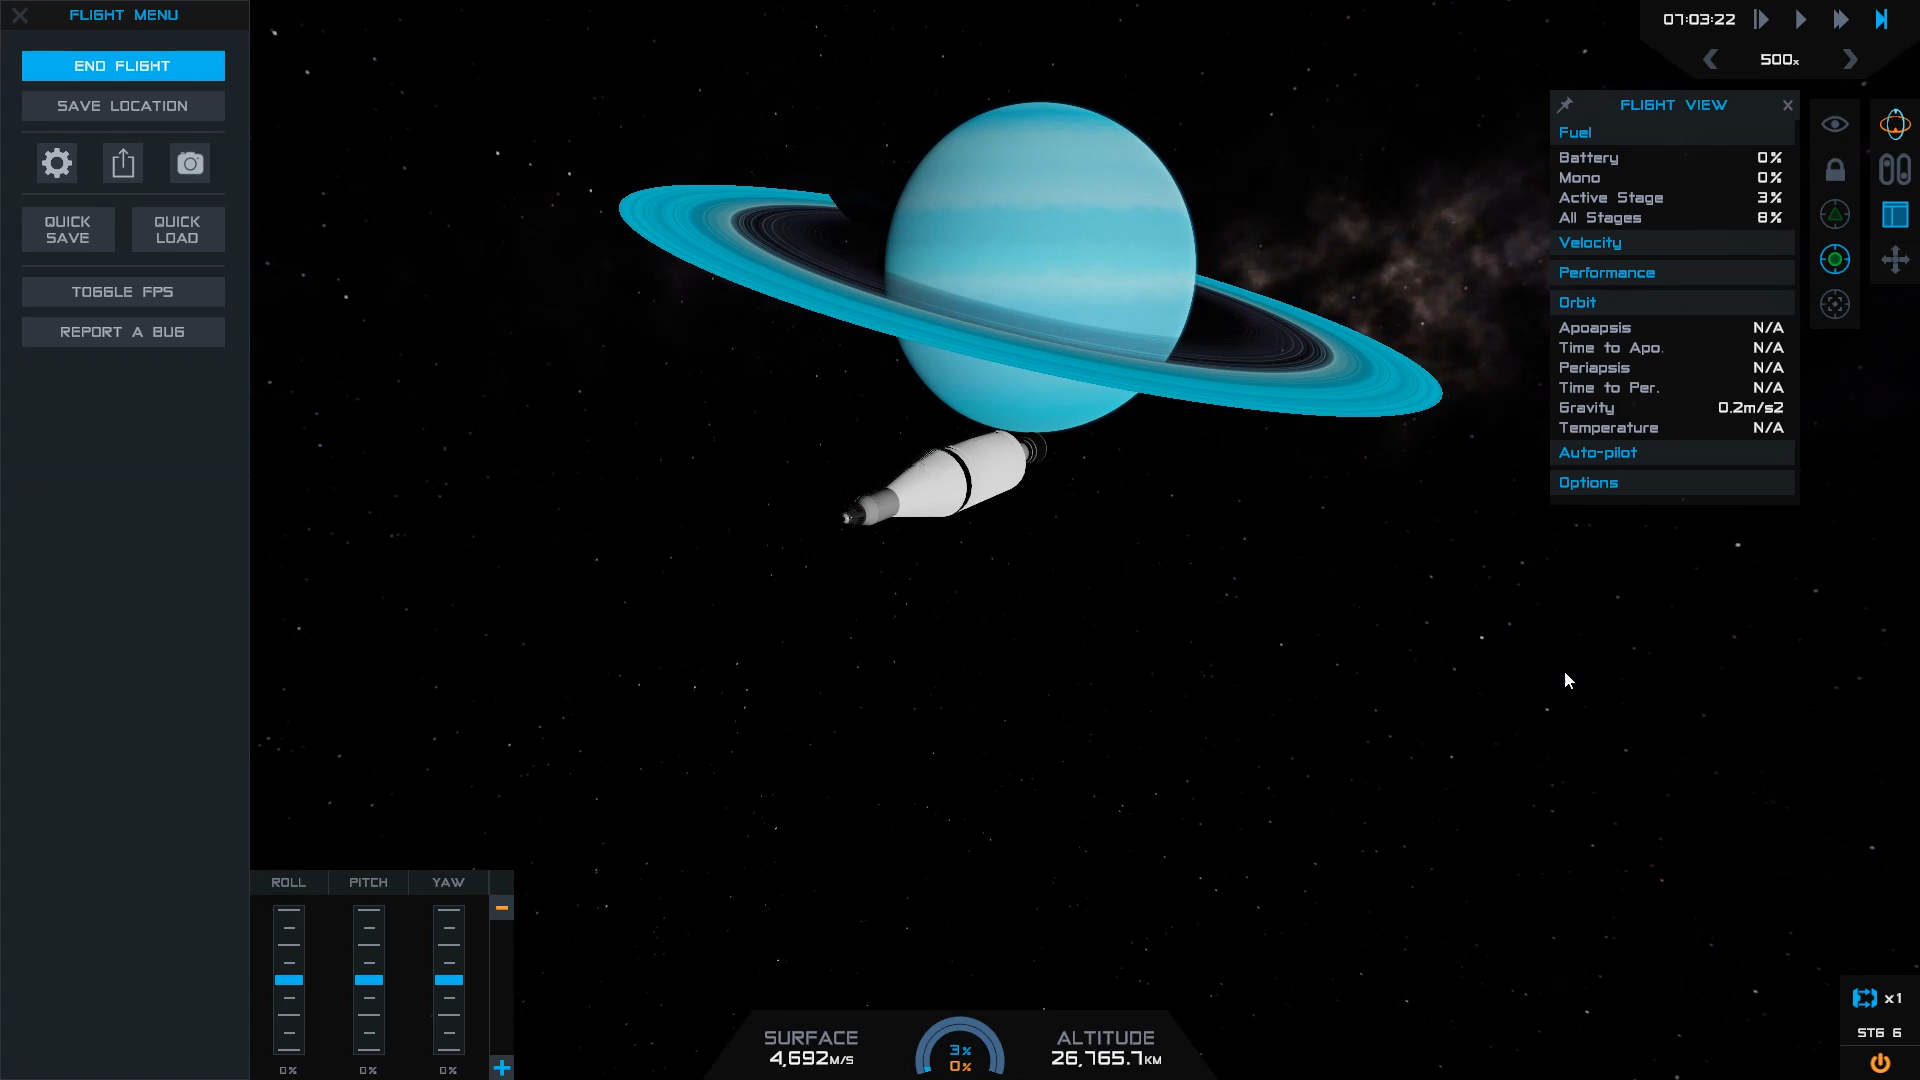 FLIGHT MENU
END FLIGHT
SAVE LOCATION
QUICK SAVE
QUICK LOAD
TOGGLE FPS
REPORT A BUG
07:03:22
500x
FLIGHT VIEW
Fuel
Battery 0%
Mono 0%
Active Stage 3%
All Stages 8%
Velocity
Performance
Orbit
Apoapsis N/A
Time to Apo. N/A
Periapsis N/A
Time to Per. N/A
Gravity 0.2m/s2
Temperature N/A
Auto-pilot
Options
ROLL PITCH YAW
0% 0% 0%
SURFACE
4,692M/S
3%
0%
ALTITUDE
26,765.7KM
x1
STG 6